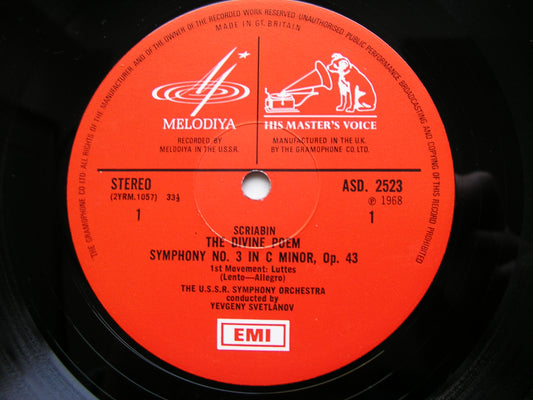 AND OF THE OWNER OF THE RECORDED WORK RESERVED-UNAUTHORISED PUBLIC PERFORMANCE BROADCASTING AND COPYING OF THIS RECORD PROHIBITED
THE GRAMOPHONE CO LTD. ALL RIGHTS OF THE MANUFACTURER
MADE IN GT. BRITAIN
MELODIYA
HIS MASTER'S VOICE
RECORDED BY
MELODIYA IN THE U.S.S.R.
MANUFACTURED IN THE U.K.
BY THE GRAMOPHONE CO. LTD.
STEREO
(2YRM.1057) 33⅓
1
ASD. 2523
℗ 1968
1
SCRIABIN
THE DIVINE POEM
SYMPHONY NO. 3 IN C MINOR, Op. 43
1st Movement: Luttes
(Lento—Allegro)
THE U.S.S.R. SYMPHONY ORCHESTRA
conducted by
YEVGENY SVETLANOV
EMI